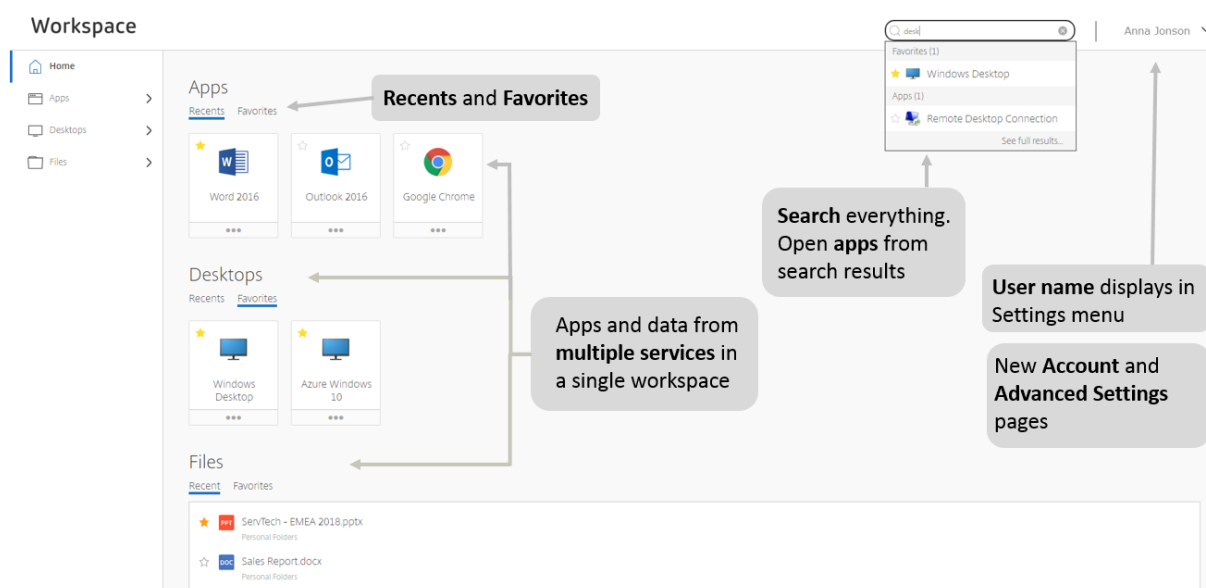 Workspace
desk
Anna Jonson
Favorites (1)
Windows Desktop
Apps (1)
Remote Desktop Connection
See full results...
Home
Apps
Desktops
Files
Apps
Recents Favorites
Recents and Favorites
W
Word 2016
o
Outlook 2016
Google Chrome
Search everything.
Open apps from
search results
User name displays in
Settings menu
New Account and
Advanced Settings
pages
Desktops
Recents Favorites
Windows
Desktop
Azure Windows
10
Apps and data from
multiple services in
a single workspace
Files
Recent Favorites
PPT ServTech - EMEA 2018.pptx
Personal Folders
DOC Sales Report.docx
Personal Folders